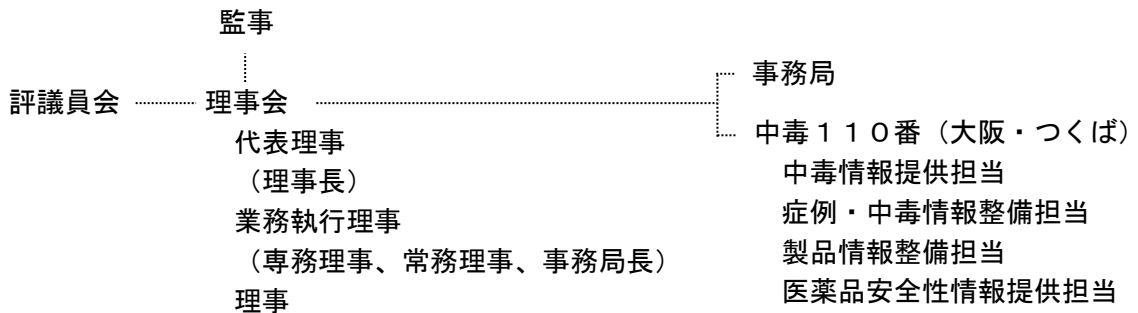 監事
評議員会
理事会
代表理事
（理事長）
業務執行理事
（専務理事、常務理事、事務局長）
理事
事務局
中毒１１０番（大阪・つくば）
中毒情報提供担当
症例・中毒情報整備担当
製品情報整備担当
医薬品安全性情報提供担当